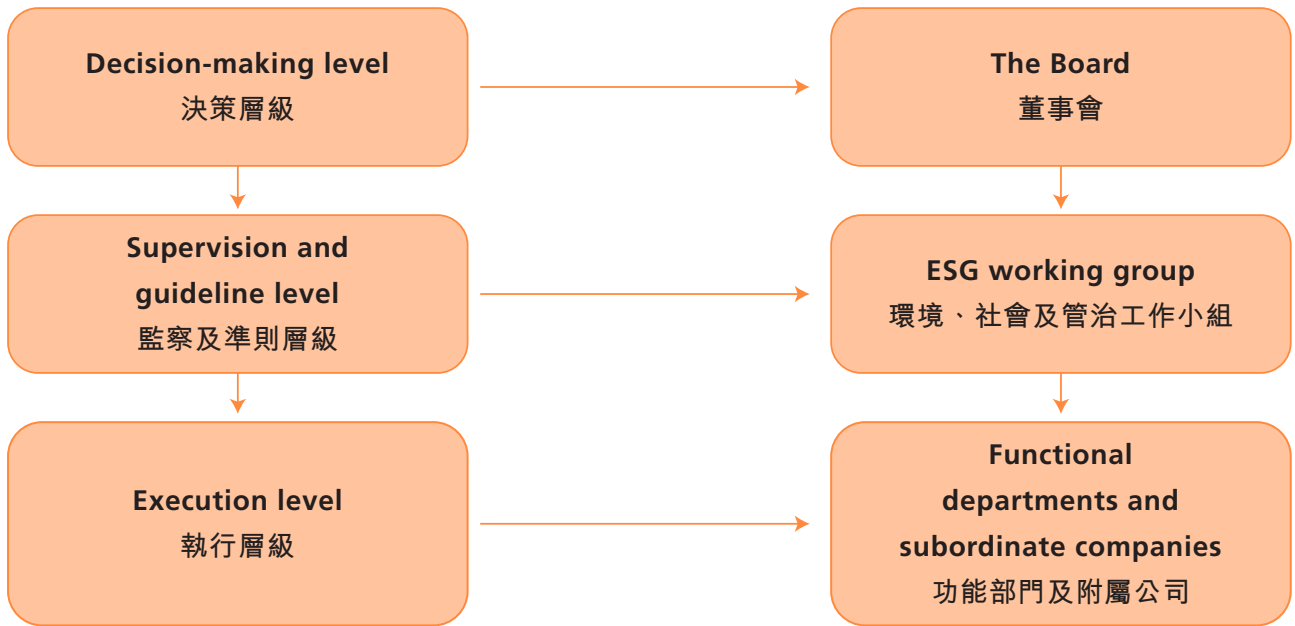 Decision-making level
決策層級
The Board
董事會
Supervision and
guideline level
監察及準則層級
ESG working group
環境、社會及管治工作小組
Execution level
執行層級
Functional
departments and
subordinate companies
功能部門及附屬公司